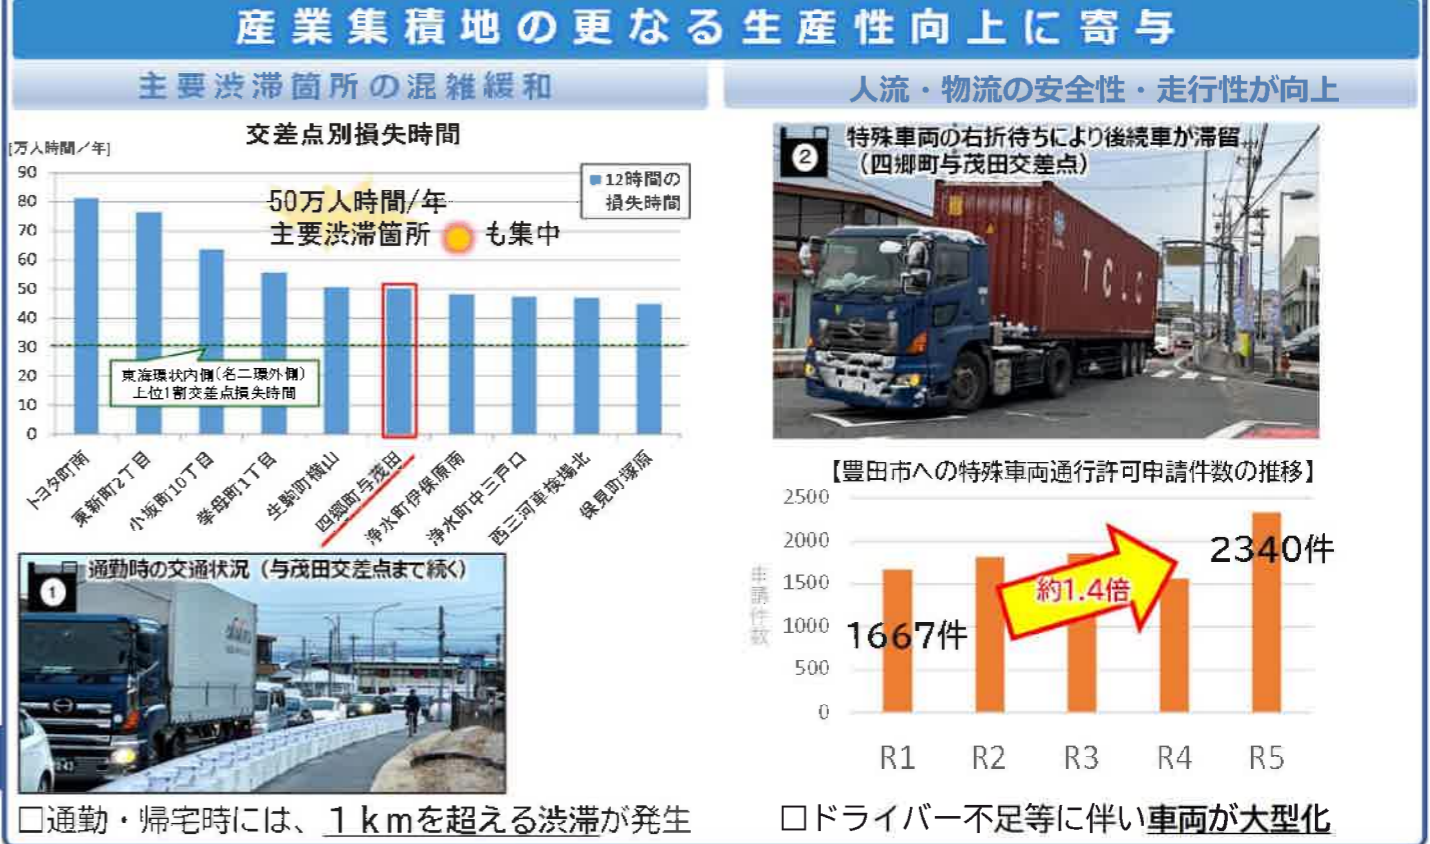 産業集積地の更なる生産性向上に寄与
主要渋滞箇所の混雑緩和
交差点別損失時間
[万人時間／年]
90
80
70
60
50
40
30
20
10
0
50万人時間/年
主要渋滞箇所 も集中
12時間の
損失時間
東海環状内側（名二環外側）
上位1割交差点損失時間
トヨタ町南
東新町2丁目
小坂町10丁目
挙母町1丁目
生駒町横山
四郷町与茂田
浄水町伊保原南
浄水町中三戸口
西三河車検場北
保見町塚原
1
通勤時の交通状況（与茂田交差点まで続く）
□通勤・帰宅時には、１ｋｍを超える渋滞が発生
人流・物流の安全性・走行性が向上
2
特殊車両の右折待ちにより後続車が滞留
（四郷町与茂田交差点）
TC.C
【豊田市への特殊車両通行許可申請件数の推移】
申請件数
2500
2000
1500
1000
500
0
1667件
約1.4倍
2340件
R1
R2
R3
R4
R5
□ドライバー不足等に伴い車両が大型化